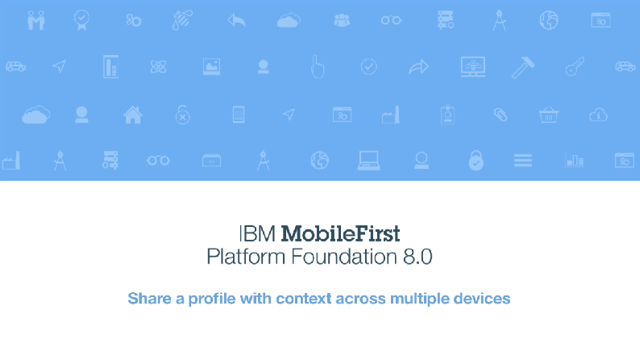 IBM MobileFirst
Platform Foundation 8.0
Share a profile with context across multiple devices